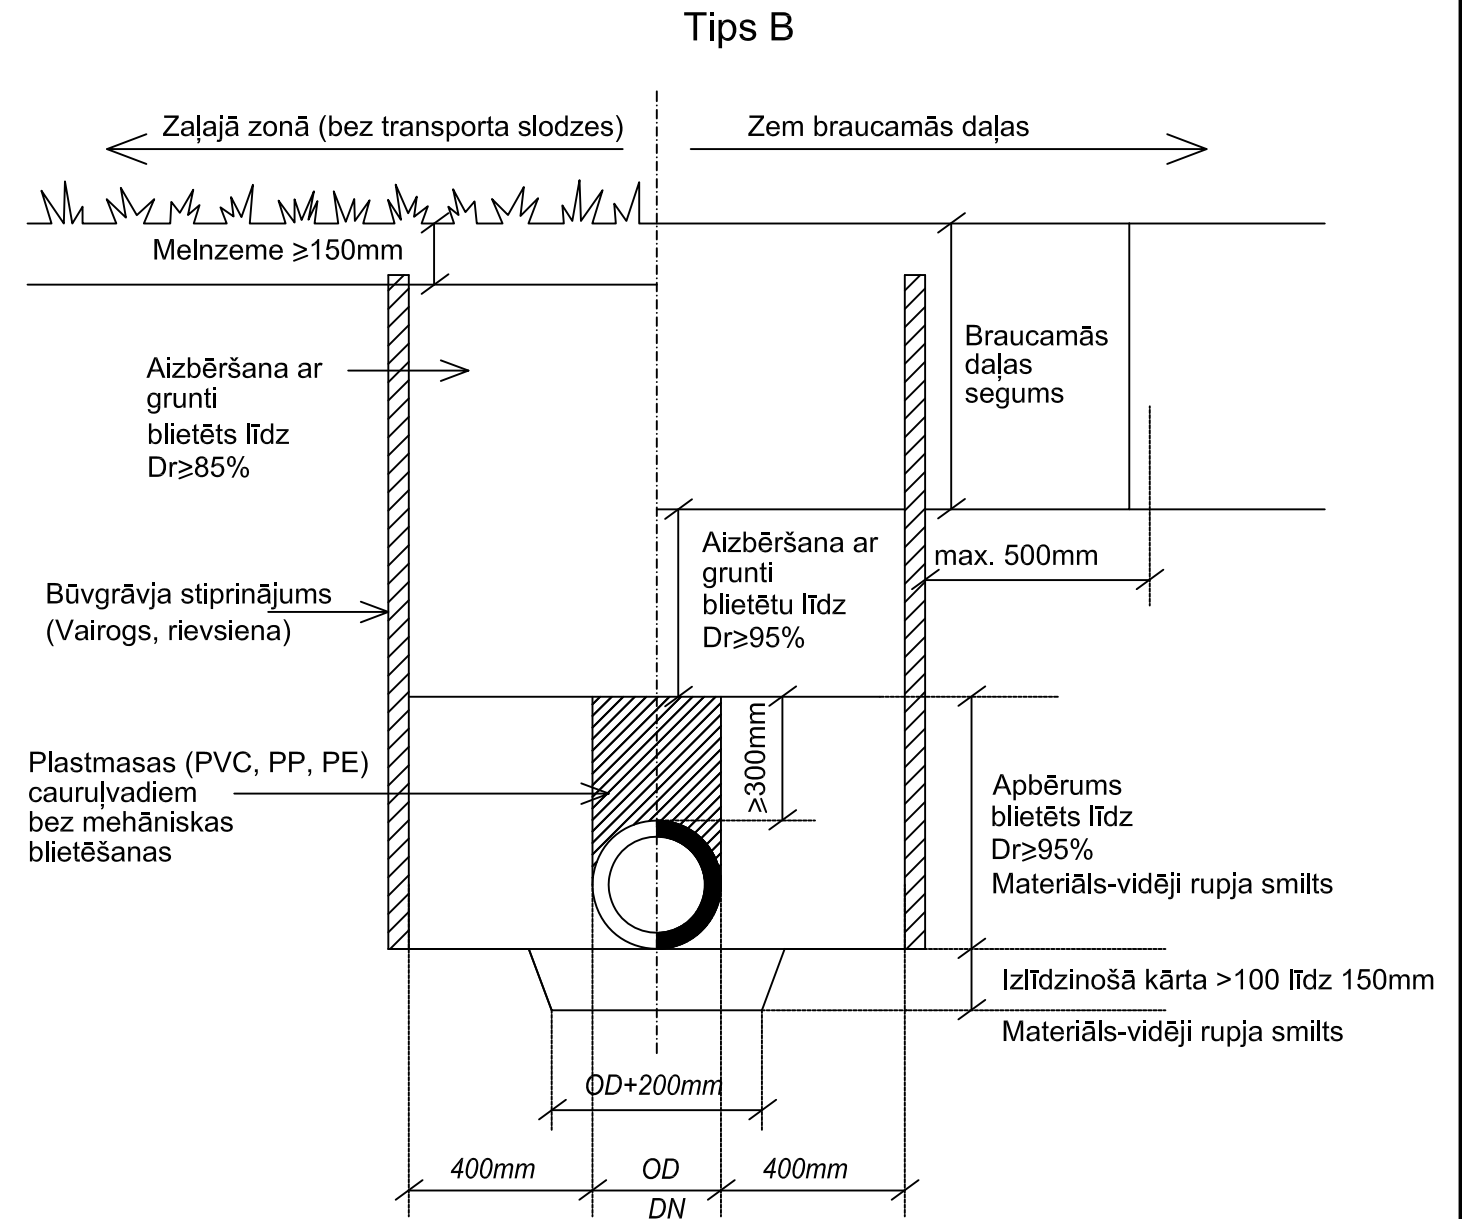 Tips B
Zaļajā zonā (bez transporta slodzes)
Zem braucamās daļas
Melnzeme ≥150mm
Aizbēršana ar
grunti
blietēts līdz
Dr≥85%
Braucamās
daļas
segums
Aizbēršana ar
grunti
blietētu līdz
Dr≥95%
max. 500mm
Būvgrāvja stiprinājums
(Vairogs, rievsiena)
≥300mm
Plastmasas (PVC, PP, PE)
cauruļvadiem
bez mehāniskas
blietēšanas
Apbērums
blietēts līdz
Dr≥95%
Materiāls-vidēji rupja smilts
Izlīdzinošā kārta >100 līdz 150mm
Materiāls-vidēji rupja smilts
OD+200mm
400mm
OD
400mm
DN